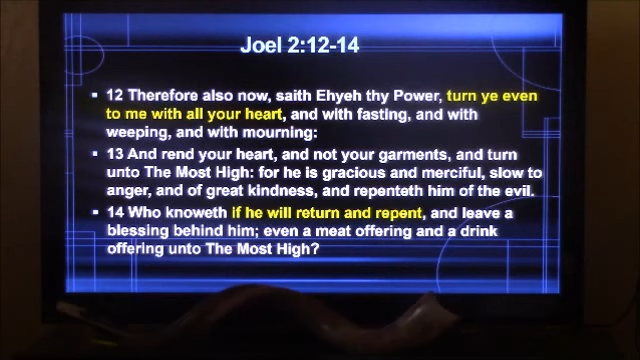 Joel 2:12-14
▪ 12 Therefore also now, saith Ehyeh thy Power, turn ye even
to me with all your heart, and with fasting, and with
weeping, and with mourning:
▪ 13 And rend your heart, and not your garments, and turn
unto The Most High: for he is gracious and merciful, slow to
anger, and of great kindness, and repenteth him of the evil.
▪ 14 Who knoweth if he will return and repent, and leave a
blessing behind him; even a meat offering and a drink
offering unto The Most High?